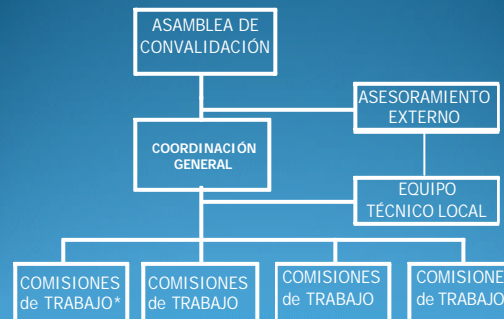 ASAMBLEA DE
CONVALIDACIÓN
ASESORAMIENTO
EXTERNO
COORDINACIÓN
GENERAL
EQUIPO
TÉCNICO LOCAL
COMISIONES
de TRABAJO*
COMISIONES
de TRABAJO
COMISIONES
de TRABAJO
COMISIONE
de TRABAJO